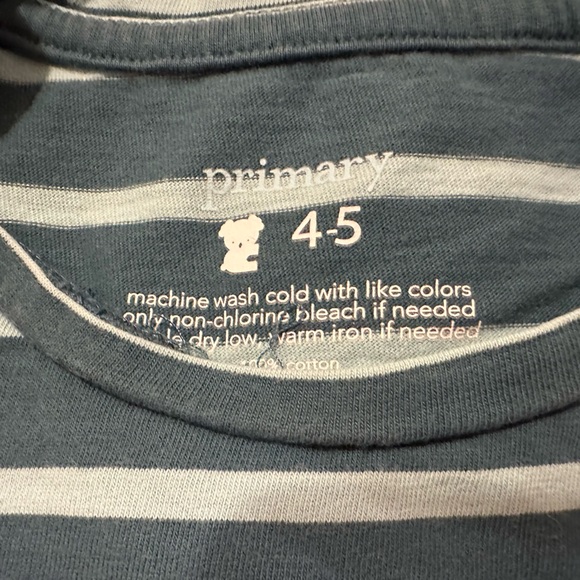 primary
4-5
machine wash cold with like colors
only non-chlorine bleach if needed
dry low warm iron if needed
100% cotton